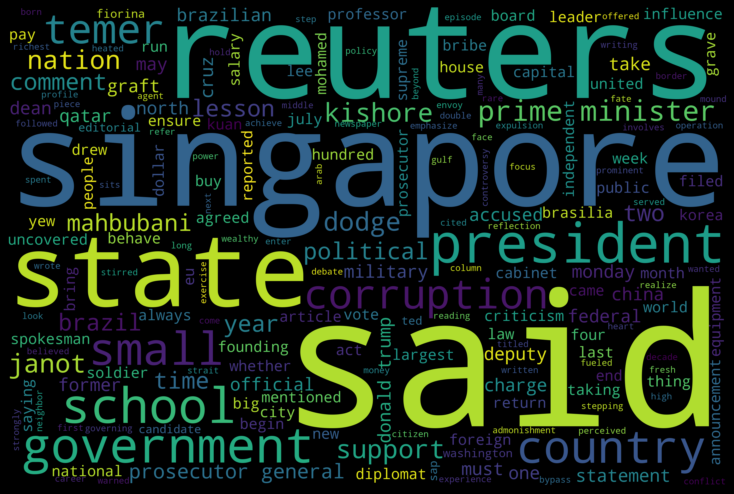 born fiorina brazilian professor board influence
richest heated step episode offered
temer reuters
pay run cruz salary mohamed policy lee supreme bribe leader writing border grave
nation may profile hold house many take
comment graft agent beyond capital rare fate united mound
dean qatar north lesson kishore prime minister
followed piece middle envoy
editorial ensure kuan refer achieve july newspaper double emphasize face expulsion involves operation
singapore
spent drew dollar power hundred gulf focus controversy week prominent independent
people sits reported arab prosecutor public filed
yew buy next agreed dodge served reflection
mahbubani wealthy enter cited accused brasilia two korea
uncovered behave long political president
wrote stirred eu exercise debate military column cabinet monday month wanted
state corruption
look bring always reading came china realize
spokesman brazil year article vote ted criticism federal world
believed come titled law four heart equipment
small founding written largest deputy last decade
janot former soldier time whether act money fueled end fresh thing
saying strait official mentioned donald trump charge taking high
school said
strongly neighbor big city begin return stepping announcement
first governing candidate new citizen admonishment perceived
government support foreign country
national career warned prosecutor general diplomat sap washington must one statement bypass conflict
experience